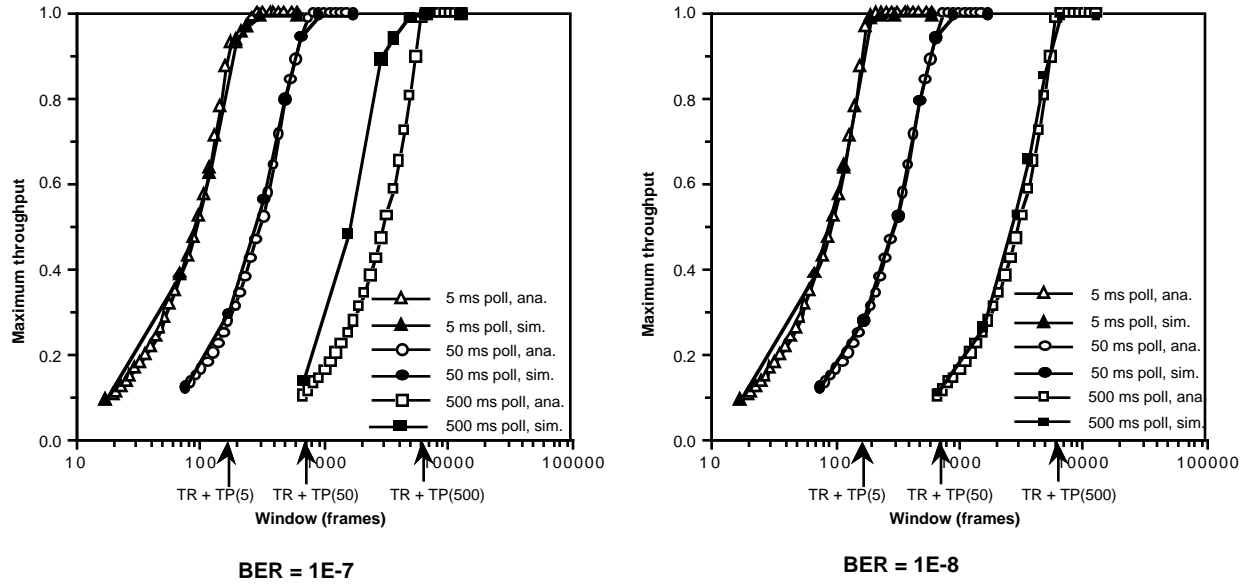 Maximum throughput
1.0
0.8
0.6
0.4
0.2
0.0
10 100 1000 10000 100000
5 ms poll, ana.
5 ms poll, sim.
50 ms poll, ana.
50 ms poll, sim.
500 ms poll, ana.
500 ms poll, sim.
TR + TP(5) TR + TP(50) TR + TP(500)
Window (frames)
BER = 1E-7
Maximum throughput
1.0
0.8
0.6
0.4
0.2
0.0
10 100 1000 10000 100000
5 ms poll, ana.
5 ms poll, sim.
50 ms poll, ana.
50 ms poll, sim.
500 ms poll, ana
500 ms poll, sim.
TR + TP(5) TR + TP(50) TR + TP(500)
Window (frames)
BER = 1E-8